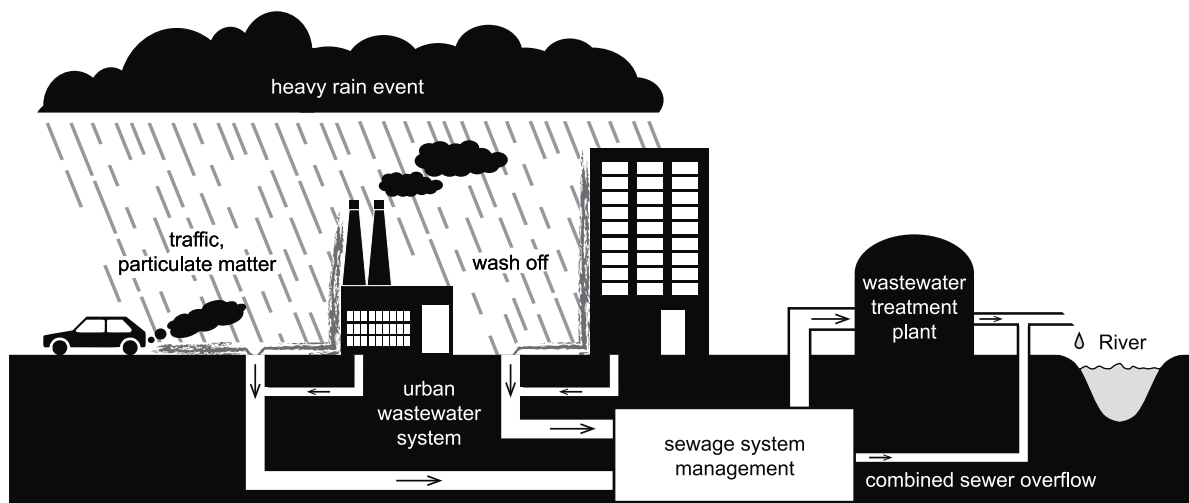 heavy rain event
traffic,
particulate matter
wash off
wastewater
treatment
plant
River
urban
wastewater
system
sewage system
management
combined sewer overflow